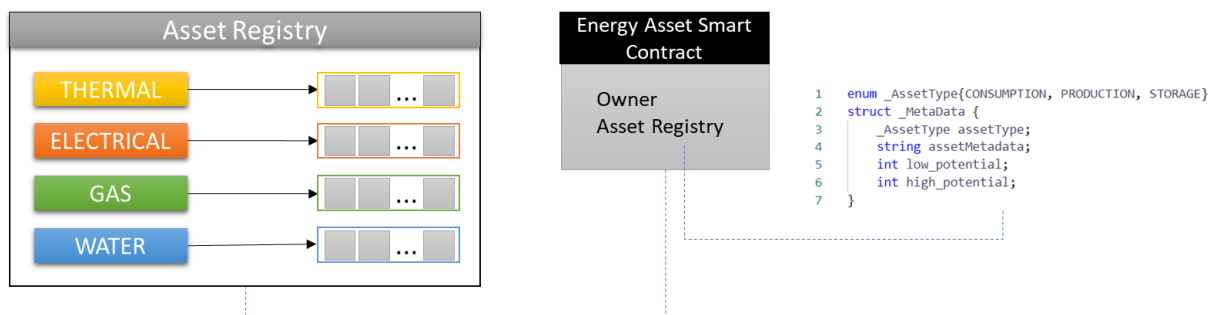 Asset Registry
THERMAL
...
ELECTRICAL
...
GAS
...
WATER
...
Energy Asset Smart
Contract
Owner
Asset Registry
1 enum _AssetType{CONSUMPTION, PRODUCTION, STORAGE}
2 struct _MetaData {
3 _AssetType assetType;
4 string assetMetadata;
5 int low_potential;
6 int high_potential;
7 }